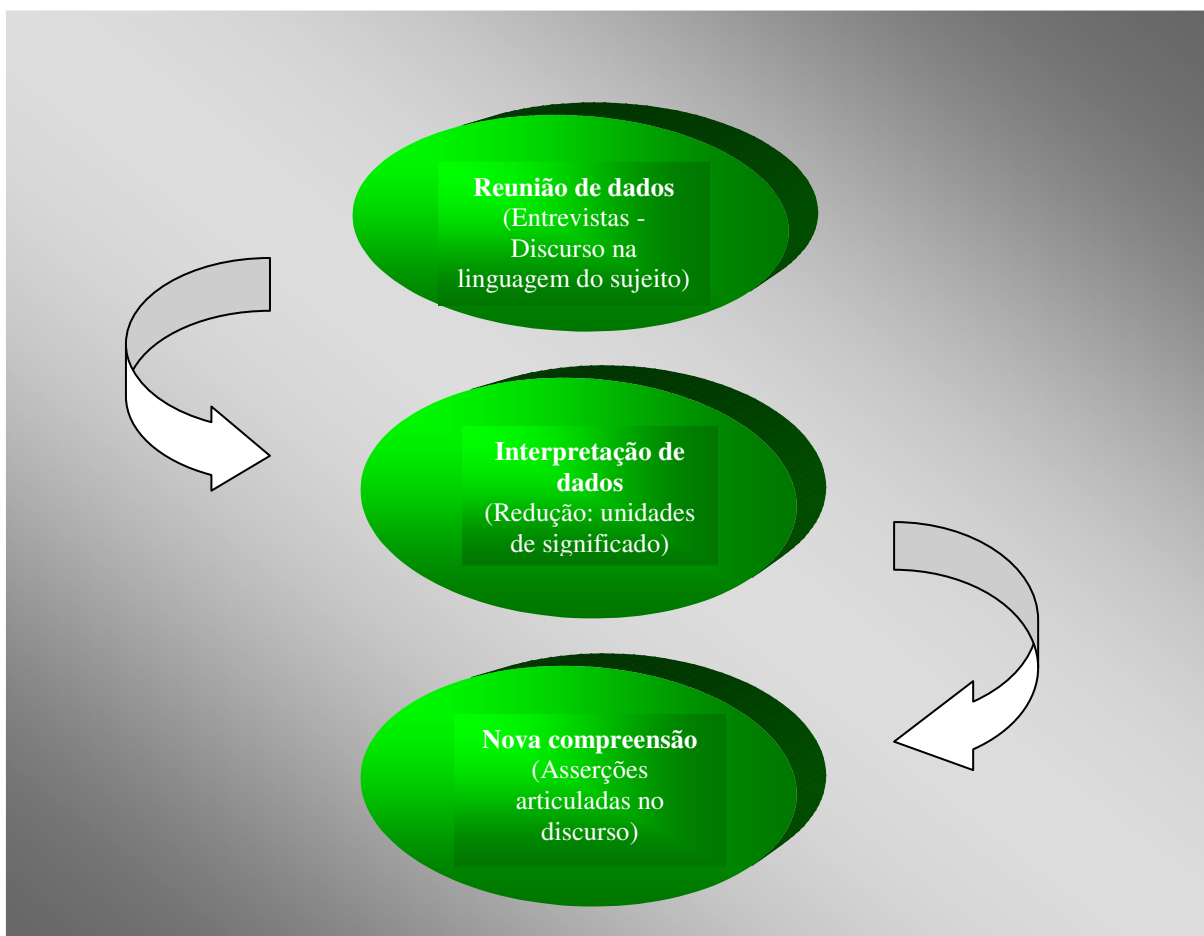 Reunião de dados
(Entrevistas -
Discurso na
linguagem do sujeito)
Interpretação de
dados
(Redução: unidades
de significado)
Nova compreensão
(Asserções
articuladas no
discurso)